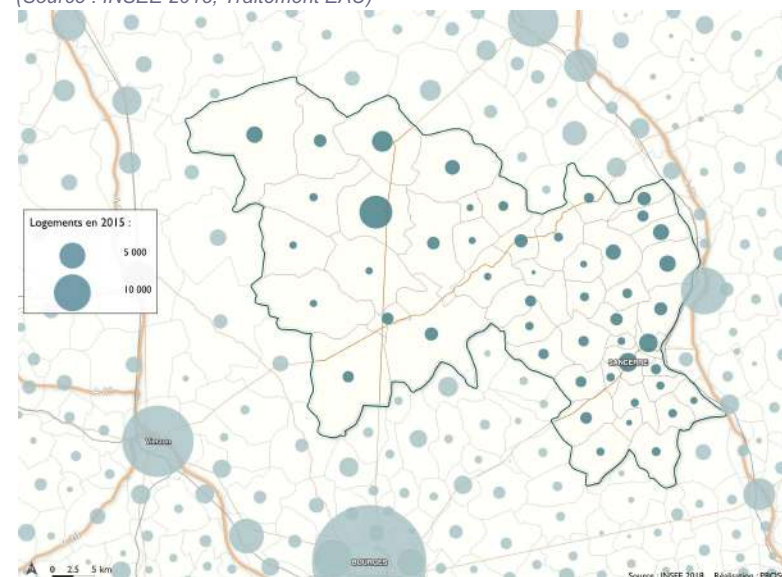 (Source : INSEE 2018, Traitement EAU)
Logements en 2015 :
5 000
10 000
SANCERRE
Vierzon
BOURGES
0 2.5 5 km
Source : INSEE 2018